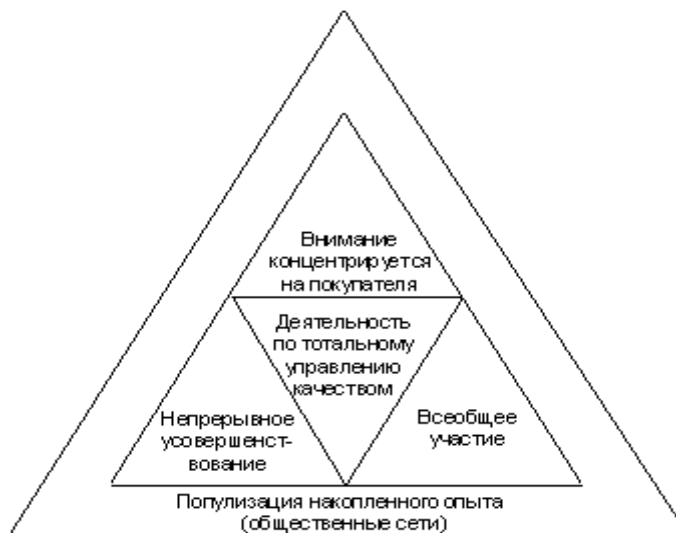 Внимание
концентрируется
на покупателя
Деятельность
по тотальному
управлению
качеством
Непрерывное
усовершенст-
вование
Всеобщее
участие
Популизация накопленного опыта
(общественные сети)